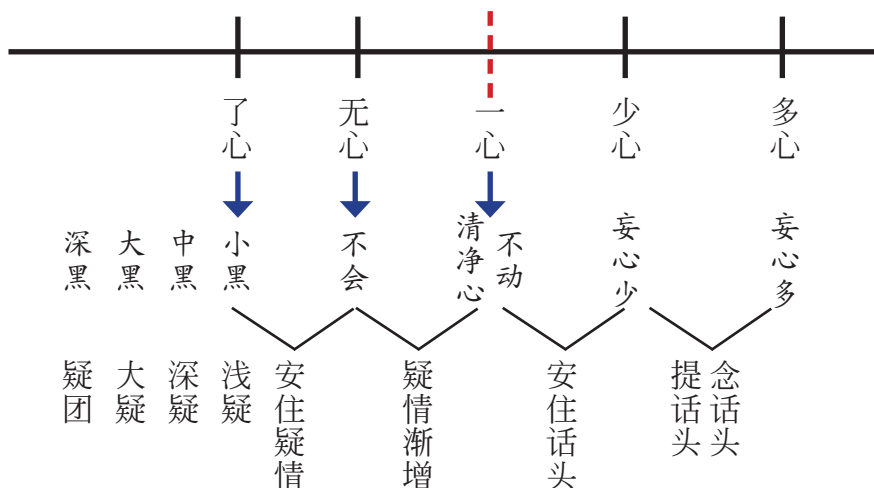 了心
无心
一心
少心
多心
深黑
大黑
中黑
小黑
不会
清净心
不动
妄心少
妄心多
疑团
大疑
深疑
浅疑
安住疑情
疑情渐增
安住话头
提话头
念话头